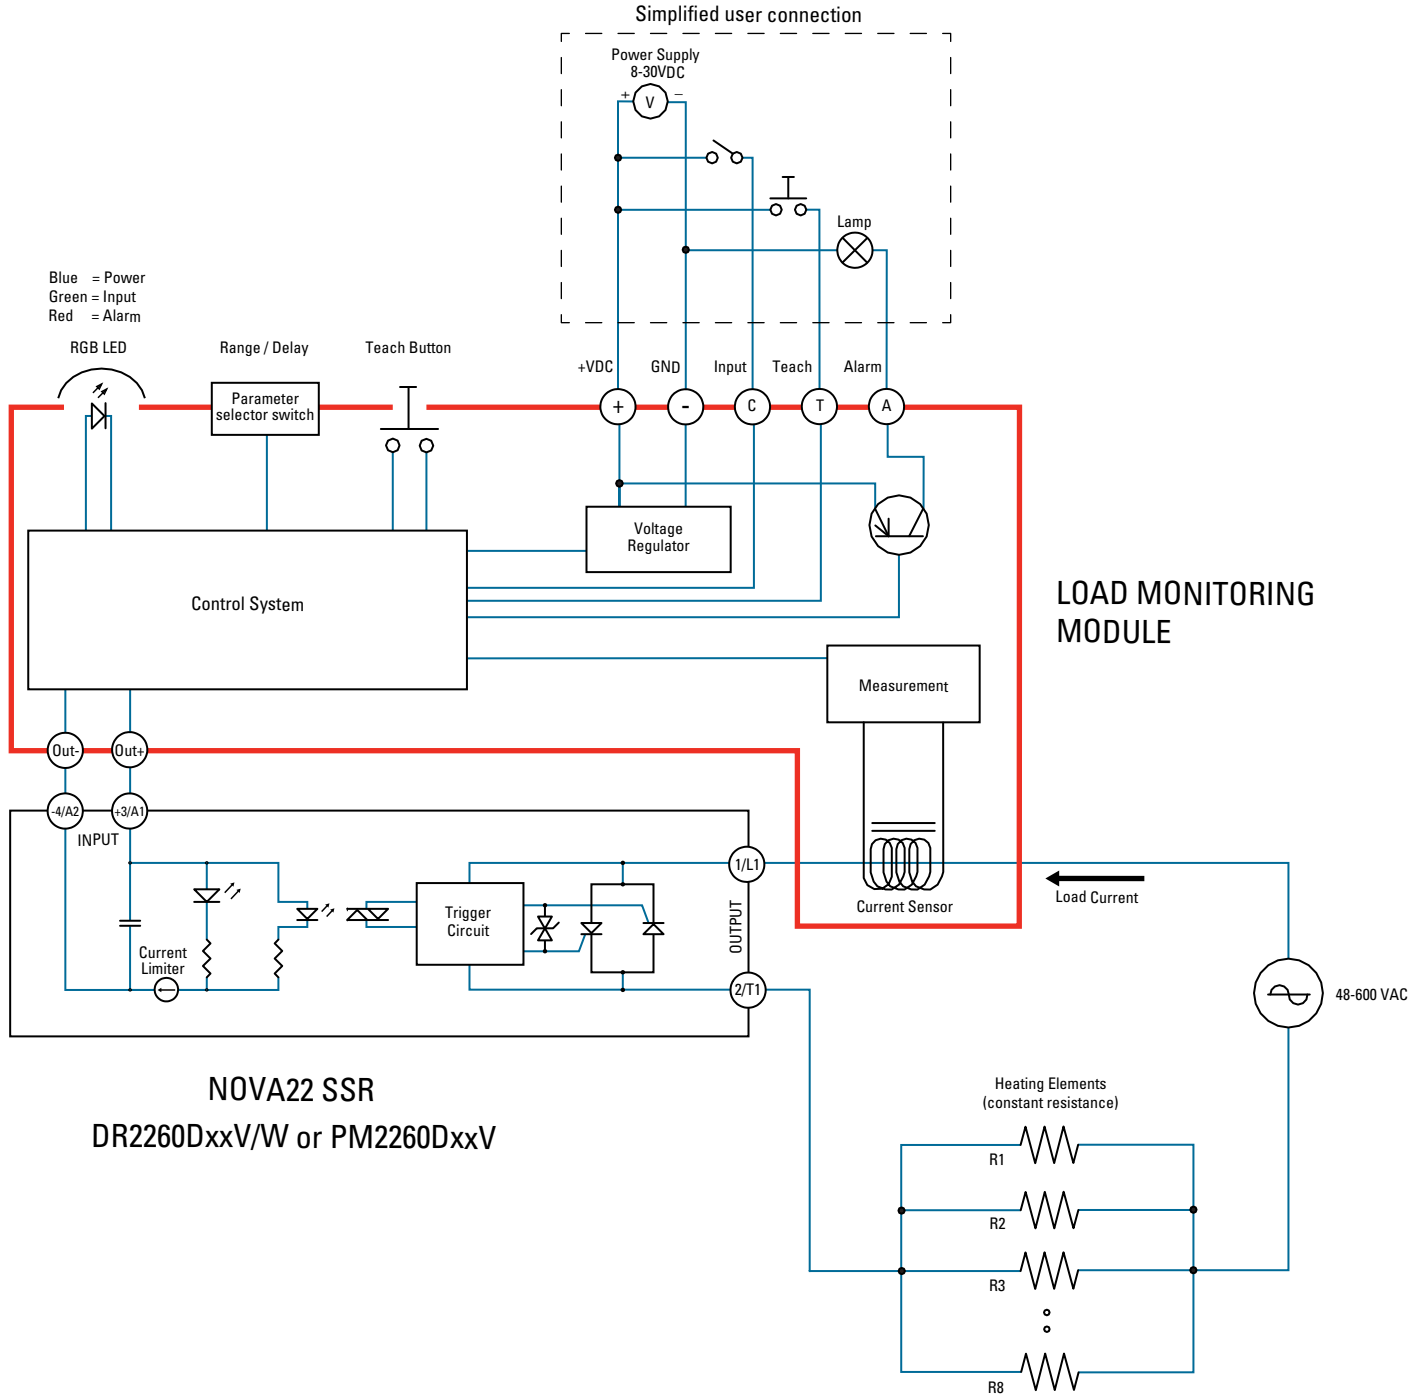 Simplified user connection
Power Supply
8-30VDC
+
−
V
Lamp
Blue = Power
Green = Input
Red = Alarm
RGB LED
Range / Delay
Teach Button
+VDC
GND
Input
Teach
Alarm
Parameter
selector switch
+
-
C
T
A
Voltage
Regulator
Control System
LOAD MONITORING
MODULE
Measurement
Out-
Out+
-4/A2
+3/A1
INPUT
1/L1
Trigger
Circuit
OUTPUT
Current Sensor
Load Current
Current
Limiter
2/T1
48-600 VAC
NOVA22 SSR
DR2260DxxV/W or PM2260DxxV
Heating Elements
(constant resistance)
R1
R2
R3
R8